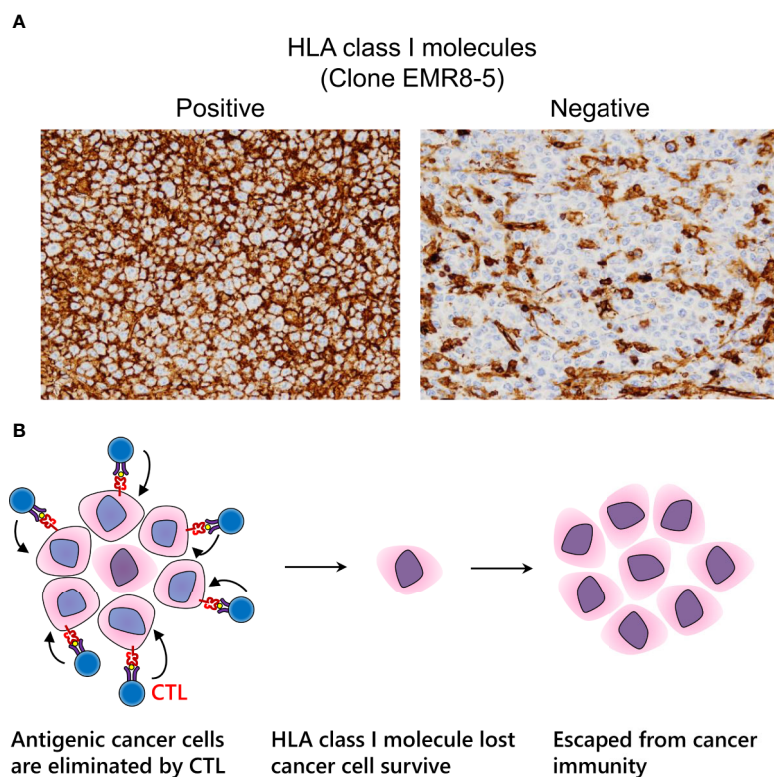 A
HLA class I molecules
(Clone EMR8-5)
Positive
Negative
B
CTL
Antigenic cancer cells
are eliminated by CTL
HLA class I molecule lost
cancer cell survive
Escaped from cancer
immunity